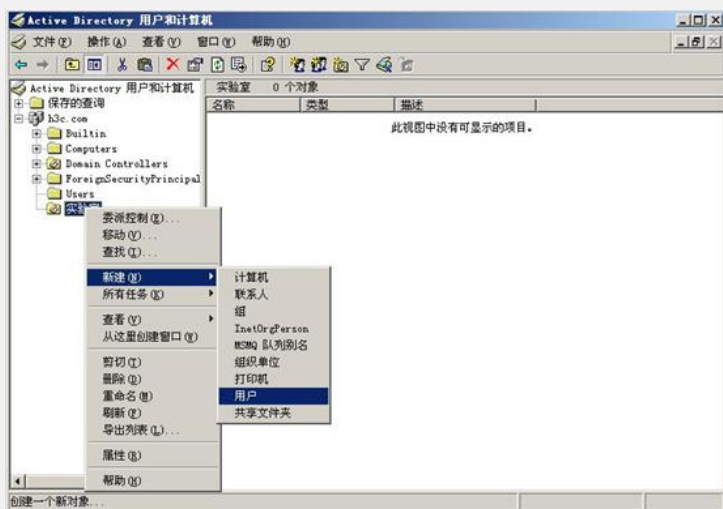 Active Directory 用户和计算机
文件(F) 操作(A) 查看(V) 窗口(W) 帮助(H)
Active Directory 用户和计算机
实验室 0 个对象
保存的查询
名称 类型 描述
此视图中没有可显示的项目。
h3c.com
Builtin
Computers
Domain Controllers
ForeignSecurityPrincipal
Users
实验室
委派控制(E)...
移动(V)...
查找(I)...
新建(N)
所有任务(K)
查看(V)
从这里创建窗口(W)
剪切(T)
删除(D)
重命名(M)
刷新(F)
导出列表(L)...
属性(R)
帮助(H)
计算机
联系人
组
InetOrgPerson
MSMQ 队列别名
组织单位
打印机
用户
共享文件夹
创建一个新对象...